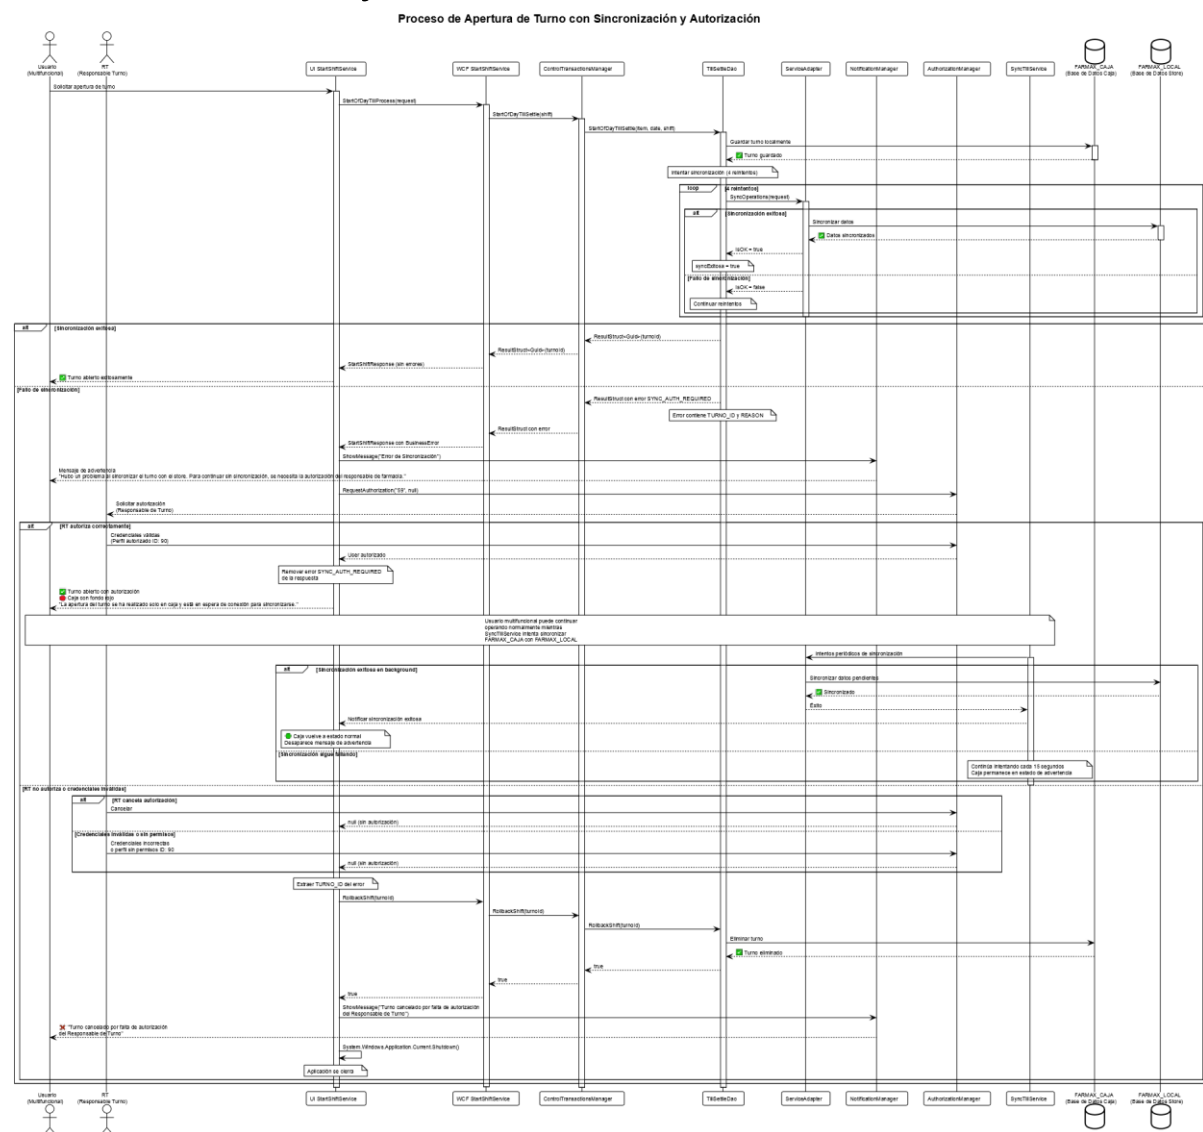 Proceso de Apertura de Turno con Sincronización y Autorización
Usuario
(Multifuncional)
RT
(Responsable Turno)
UI StartShiftService
WCF StartShiftService
ControlTransactionsManager
TillSettleDao
ServiceAdapter
NotificationManager
AuthorizationManager
SyncTillService
FARMAX_CAJA
(Base de Datos Caja)
FARMAX_LOCAL
(Base de Datos Store)
Solicitar apertura de turno
StartOfDayTillProcess(request)
StartOfDayTillSettle(shift)
StartOfDayTillSettle(item, date, shift)
Guardar turno localmente
✅ Turno guardado
Intentar sincronización (4 reintentos)
loop [4 reintentos]
SyncOperations(request)
alt [Sincronización exitosa]
Sincronizar datos
✅ Datos sincronizados
IsOK = true
syncExitosa = true
[Fallo de sincronización]
IsOK = false
Continuar reintentos
alt [Sincronización exitosa]
ResultStruct<Guid>(turnoId)
ResultStruct<Guid>(turnoId)
StartShiftResponse (sin errores)
✅ Turno abierto exitosamente
[Fallo de sincronización]
ResultStruct con error SYNC_AUTH_REQUIRED
Error contiene TURNO_ID y REASON
ResultStruct con error
StartShiftResponse con BusinessError
ShowMessage("Error de Sincronización")
Mensaje de advertencia
"Hubo un problema al sincronizar el turno con el store. Para continuar sin sincronización, se necesita la autorización del responsable de farmacia."
RequestAuthorization("59", null)
Solicitar autorización
(Responsable de Turno)
alt [RT autoriza correctamente]
Credenciales válidas
(Perfil autorizado ID: 90)
User autorizado
Remover error SYNC_AUTH_REQUIRED
de la respuesta
✅ Turno abierto con autorización
🔴 Caja con fondo rojo
"La apertura del turno se ha realizado solo en caja y está en espera de conexión para sincronizarse."
Usuario multifuncional puede continuar
operando normalmente mientras
SyncTillService intenta sincronizar
FARMAX_CAJA con FARMAX_LOCAL
Intentos periódicos de sincronización
alt [Sincronización exitosa en background]
Sincronizar datos pendientes
✅ Sincronizado
Éxito
Notificar sincronización exitosa
🟢 Caja vuelve a estado normal
Desaparece mensaje de advertencia
[Sincronización sigue fallando]
Continúa intentando cada 15 segundos
Caja permanece en estado de advertencia
[RT no autoriza o credenciales inválidas]
alt [RT cancela autorización]
Cancelar
null (sin autorización)
[Credenciales inválidas o sin permisos]
Credenciales incorrectas
o perfil sin permisos ID: 90
null (sin autorización)
Extraer TURNO_ID del error
RollbackShift(turnoId)
RollbackShift(turnoId)
RollbackShift(turnoId)
Eliminar turno
✅ Turno eliminado
true
true
true
ShowMessage("Turno cancelado por falta de autorización
del Responsable de Turno")
❌ "Turno cancelado por falta de autorización
del Responsable de Turno"
System.Windows.Application.Current.Shutdown()
Aplicación se cierra
Usuario
(Multifuncional)
RT
(Responsable Turno)
UI StartShiftService
WCF StartShiftService
ControlTransactionsManager
TillSettleDao
ServiceAdapter
NotificationManager
AuthorizationManager
SyncTillService
FARMAX_CAJA
(Base de Datos Caja)
FARMAX_LOCAL
(Base de Datos Store)